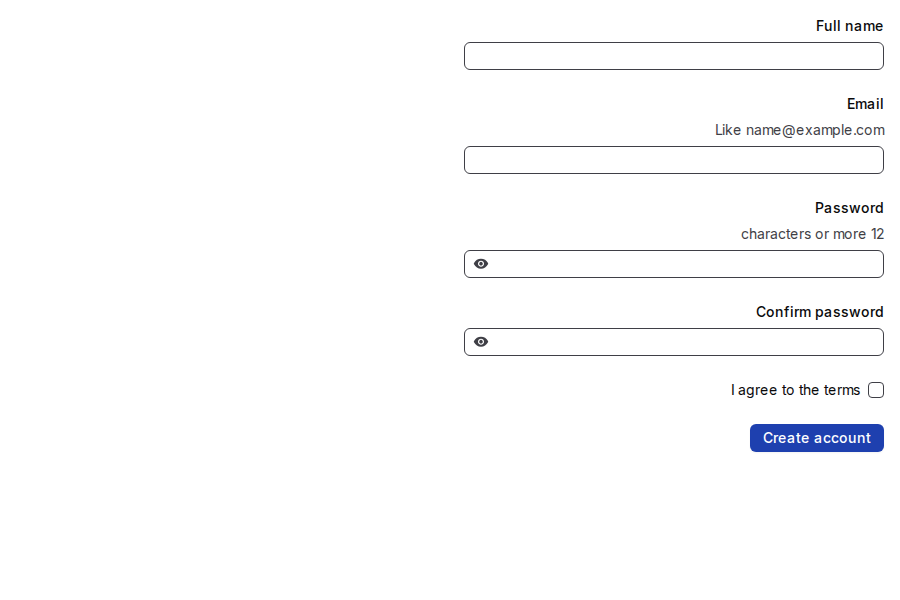 Full name
Email
Like name@example.com
Password
characters or more 12
Confirm password
I agree to the terms
Create account